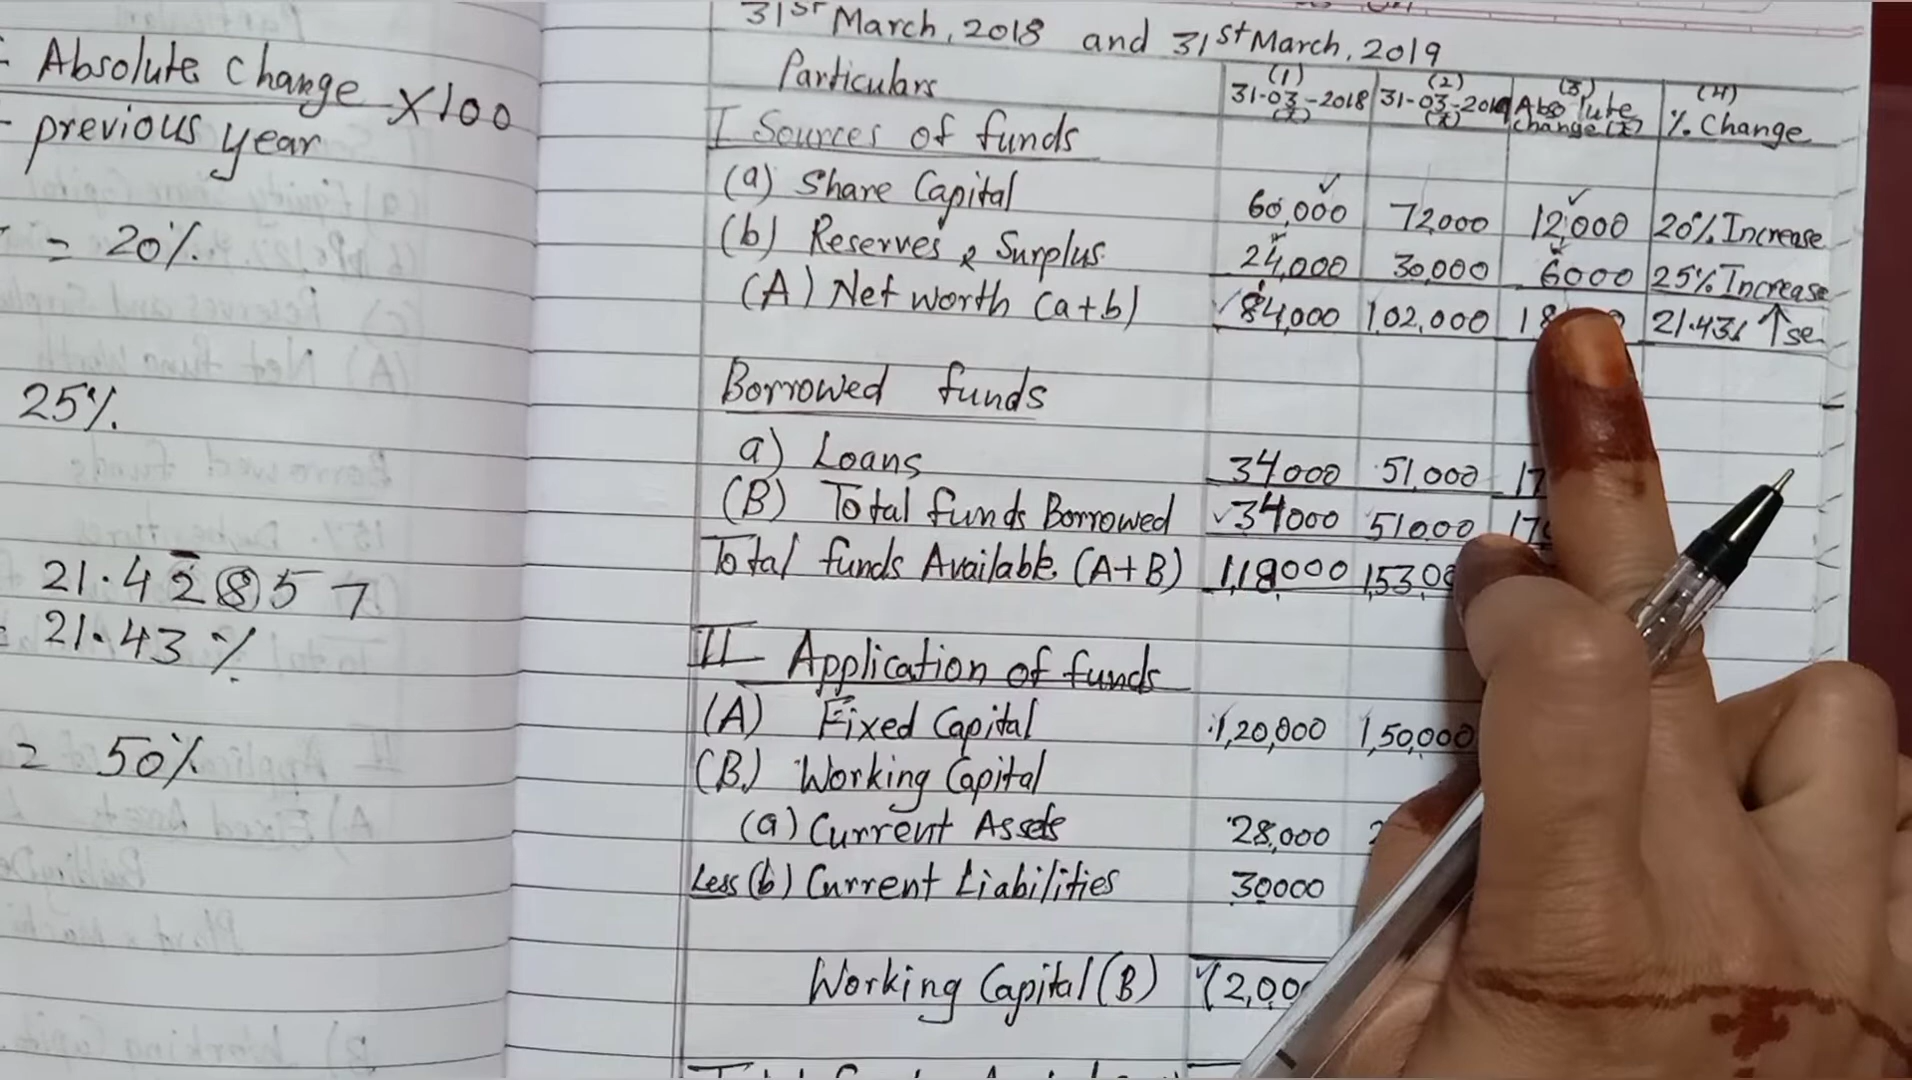 Absolute change X100
previous year
= 20%.
25%.
21.42857
21.43%.
= 50%
31st March, 2018 and 31st March, 2019
Particulars (1) 31-03-2018 (₹) (2) 31-03-2019 (₹) (3) Absolute change (₹) (4) % Change
I Sources of funds
(a) Share Capital 60,000 72,000 12,000 20% Increase
(b) Reserves & Surplus 24,000 30,000 6000 25% Increase
(A) Net worth (a+b) 84,000 1,02,000 21.43% ↑se
Borrowed funds
a) Loans 34000 51,000
(B) Total funds Borrowed 34000 51000
Total funds Available (A+B) 1,18000
II Application of funds
(A) Fixed Capital 1,20,000 1,50,000
(B) Working Capital
(a) Current Assets 28,000
Less (b) Current Liabilities 30000
Working Capital (B)